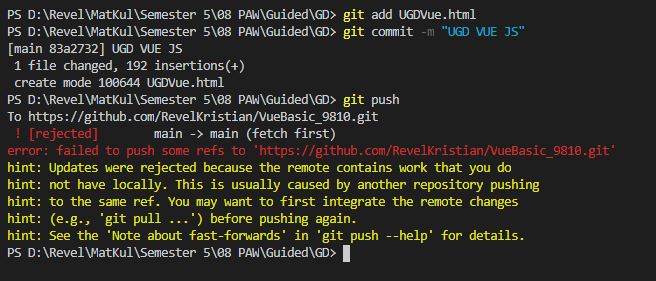 PS D:\Revel\MatKul\Semester 5\08 PAW\Guided\GD> git add UGDVue.html
PS D:\Revel\MatKul\Semester 5\08 PAW\Guided\GD> git commit -m "UGD VUE JS"
[main 83a2732] UGD VUE JS
 1 file changed, 192 insertions(+)
 create mode 100644 UGDVue.html
PS D:\Revel\MatKul\Semester 5\08 PAW\Guided\GD> git push
To https://github.com/RevelKristian/VueBasic_9810.git
 ! [rejected]        main -> main (fetch first)
error: failed to push some refs to 'https://github.com/RevelKristian/VueBasic_9810.git'
hint: Updates were rejected because the remote contains work that you do
hint: not have locally. This is usually caused by another repository pushing
hint: to the same ref. You may want to first integrate the remote changes
hint: (e.g., 'git pull ...') before pushing again.
hint: See the 'Note about fast-forwards' in 'git push --help' for details.
PS D:\Revel\MatKul\Semester 5\08 PAW\Guided\GD>